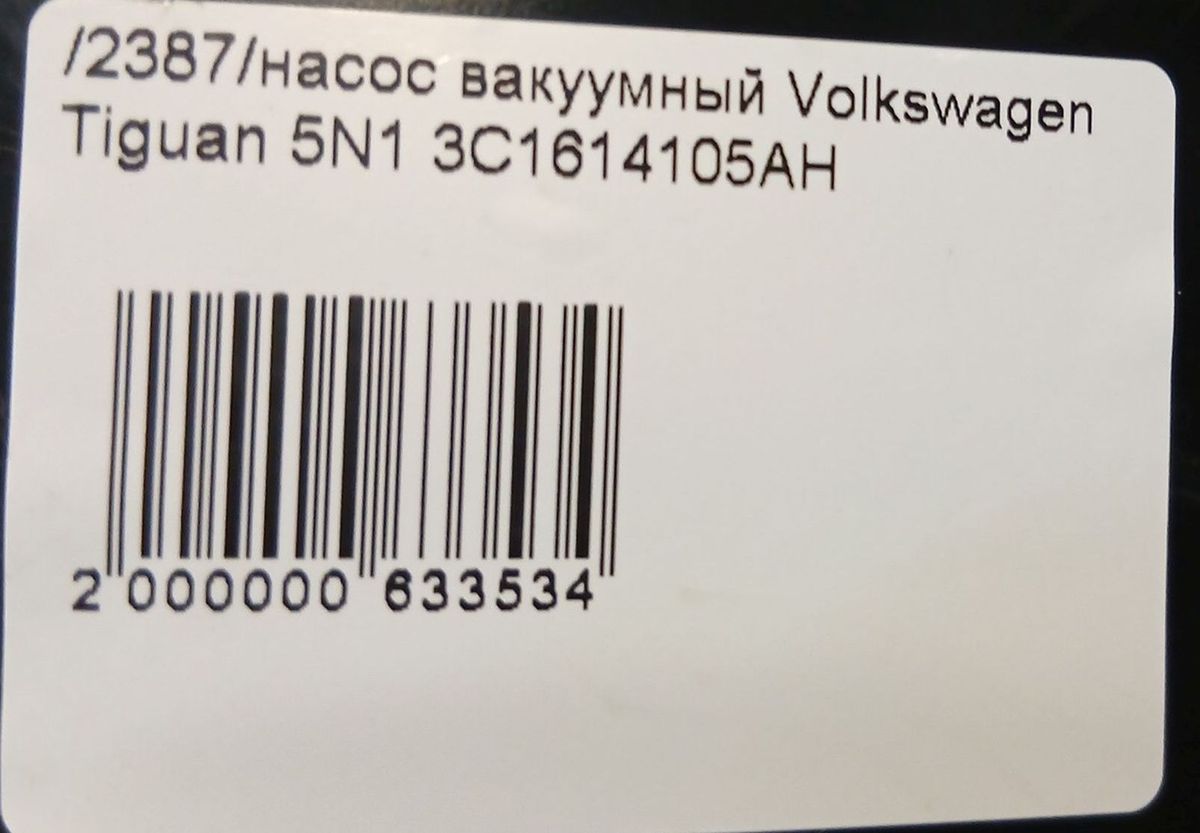 /2387/насос вакуумный Volkswagen
Tiguan 5N1 3C1614105AH
2 000000 633534